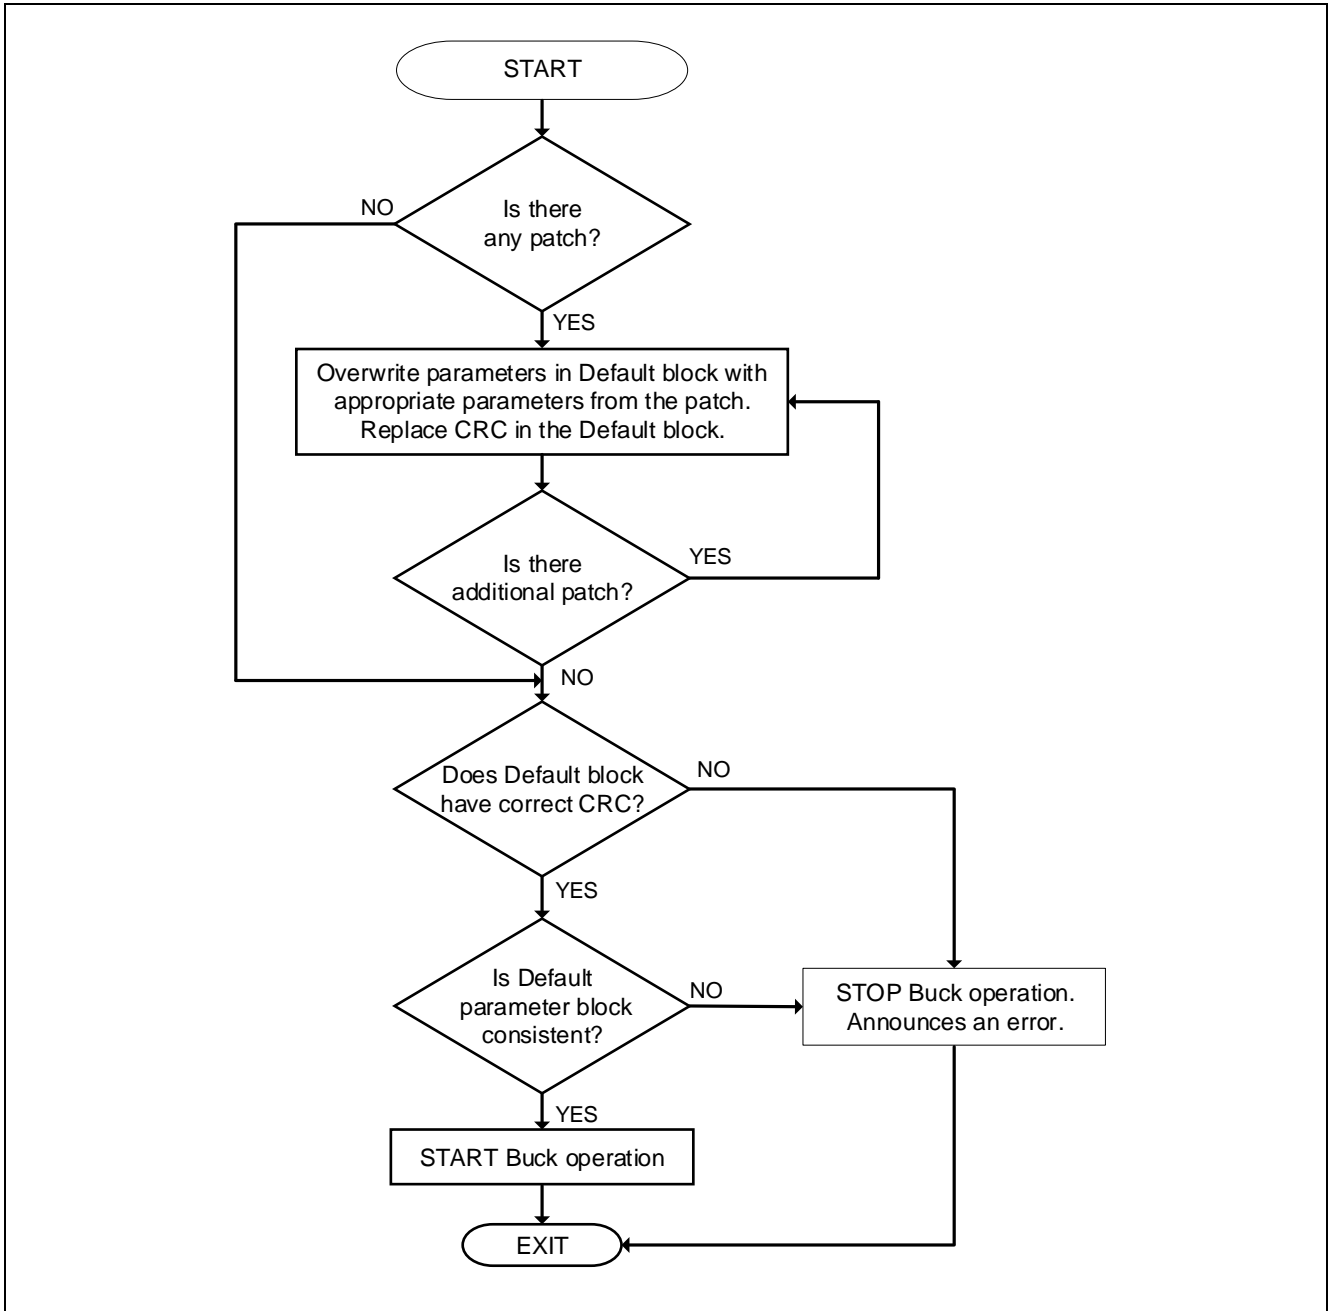 START
NO
Is there
any patch?
YES
Overwrite parameters in Default block with
appropriate parameters from the patch.
Replace CRC in the Default block.
Is there
additional patch?
YES
NO
Does Default block
have correct CRC?
NO
YES
Is Default
parameter block
consistent?
NO
STOP Buck operation.
Announces an error.
YES
START Buck operation
EXIT